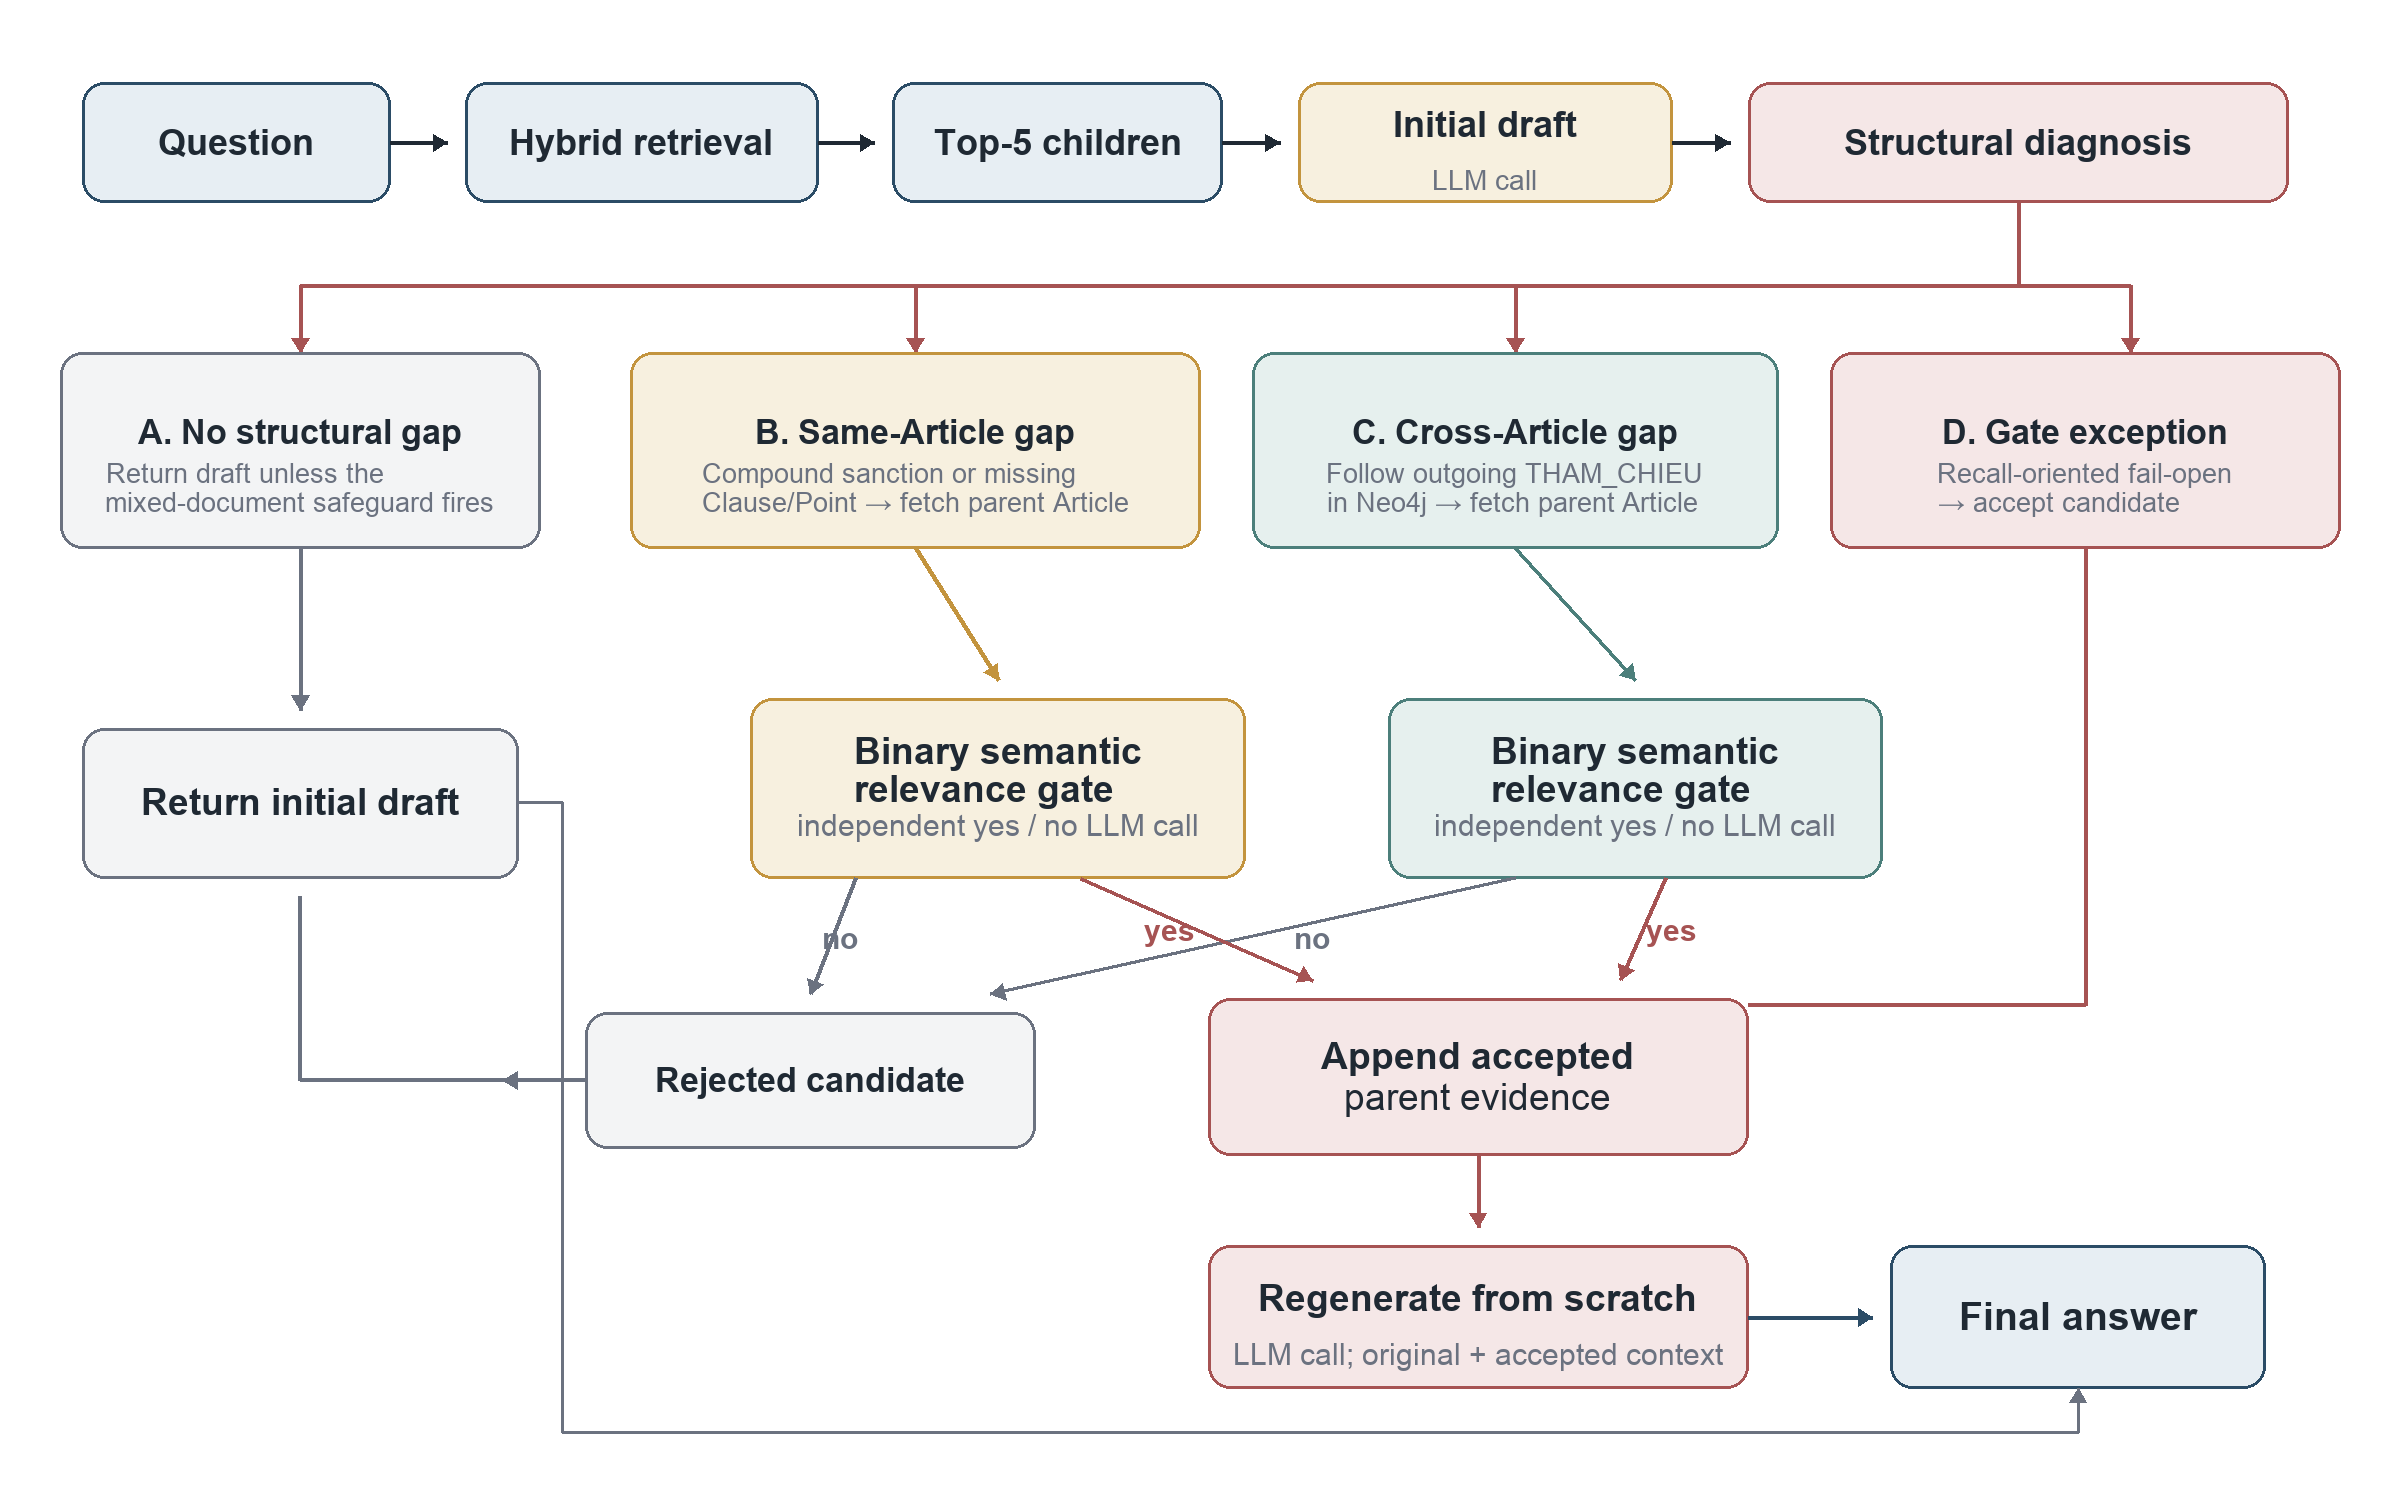 Question
Hybrid retrieval
Top-5 children
Initial draft
LLM call
Structural diagnosis
A. No structural gap
Return draft unless the
mixed-document safeguard fires
B. Same-Article gap
Compound sanction or missing
Clause/Point → fetch parent Article
C. Cross-Article gap
Follow outgoing THAM_CHIEU
in Neo4j → fetch parent Article
D. Gate exception
Recall-oriented fail-open
→ accept candidate
Return initial draft
Binary semantic
relevance gate
independent yes / no LLM call
Binary semantic
relevance gate
independent yes / no LLM call
no
yes
no
yes
Rejected candidate
Append accepted
parent evidence
Regenerate from scratch
LLM call; original + accepted context
Final answer